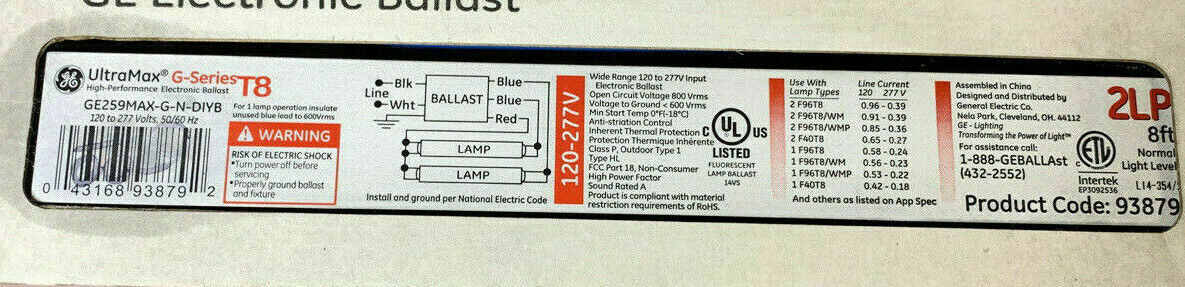 GE Electronic Ballast
GE UltraMax® G-Series T8
High-Performance Electronic Ballast
GE259MAX-G-N-DIYB
120 to 277 Volts, 50/60 Hz
0 43168 93879 2
For 1 lamp operation insulate
unused blue lead to 600Vrms
WARNING
RISK OF ELECTRIC SHOCK
•Turn power off before
servicing
•Properly ground ballast
and fixture
Blk
Line
Wht
BALLAST
Blue
Blue
Red
LAMP
LAMP
Install and ground per National Electric Code
120-277V
Wide Range 120 to 277V Input
Electronic Ballast
Open Circuit Voltage 800 Vrms
Voltage to Ground < 600 Vrms
Min Start Temp 0°F(-18°C)
Anti-striation Control
Inherent Thermal Protection
Protection Thermique Inhérente
Class P, Outdoor Type 1
Type HL
FCC Part 18, Non-Consumer
High Power Factor
Sound Rated A
Product is compliant with material
restriction requirements of RoHS.
C UL US
LISTED
FLUORESCENT
LAMP BALLAST
14VS
Use With Line Current
Lamp Types 120 277 V
2 F96T8 0.96 - 0.39
2 F96T8/WM 0.91 - 0.39
2 F96T8/WMP 0.85 - 0.36
2 F40T8 0.65 - 0.27
1 F96T8 0.58 - 0.24
1 F96T8/WM 0.56 - 0.23
1 F96T8/WMP 0.53 - 0.22
1 F40T8 0.42 - 0.18
And others as listed on App Spec
Assembled in China
Designed and Distributed by
General Electric Co.
Nela Park, Cleveland, OH. 44112
GE - Lighting
Transforming the Power of Light™
For assistance call:
1-888-GEBALLAst
(432-2552)
c ETL
Intertek
EP3092536
2LP
8ft
Normal
Light Level
L14-354/
Product Code: 93879